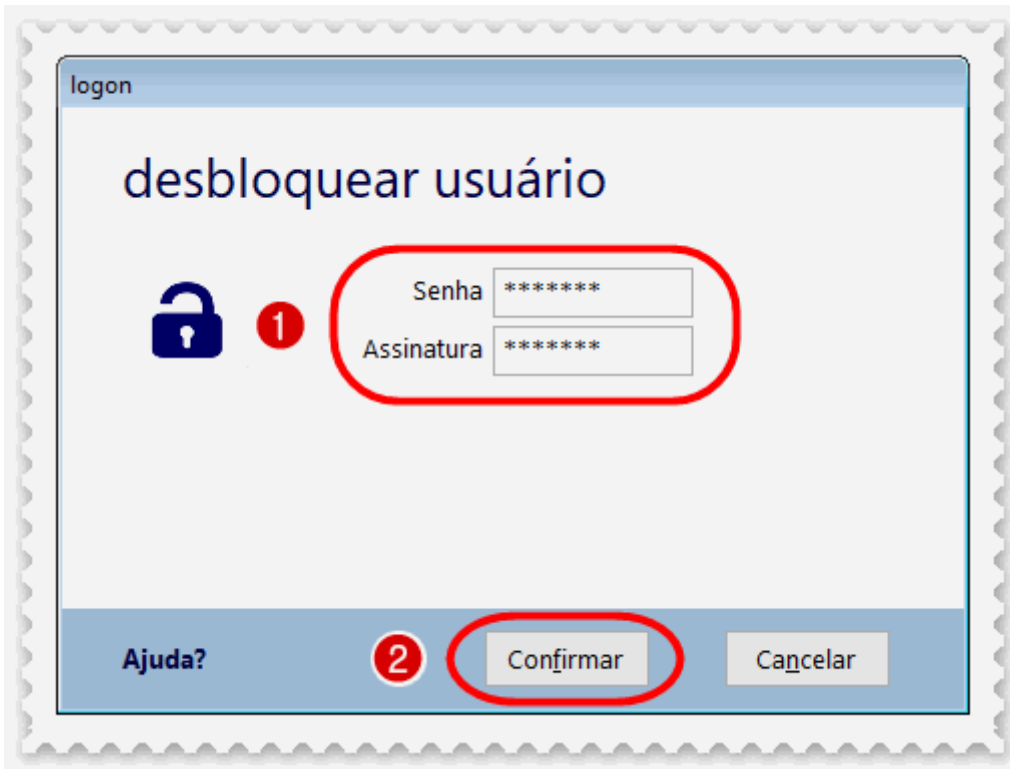 logon
desbloquear usuário
1
Senha *******
Assinatura *******
Ajuda?
2
Confirmar
Cancelar